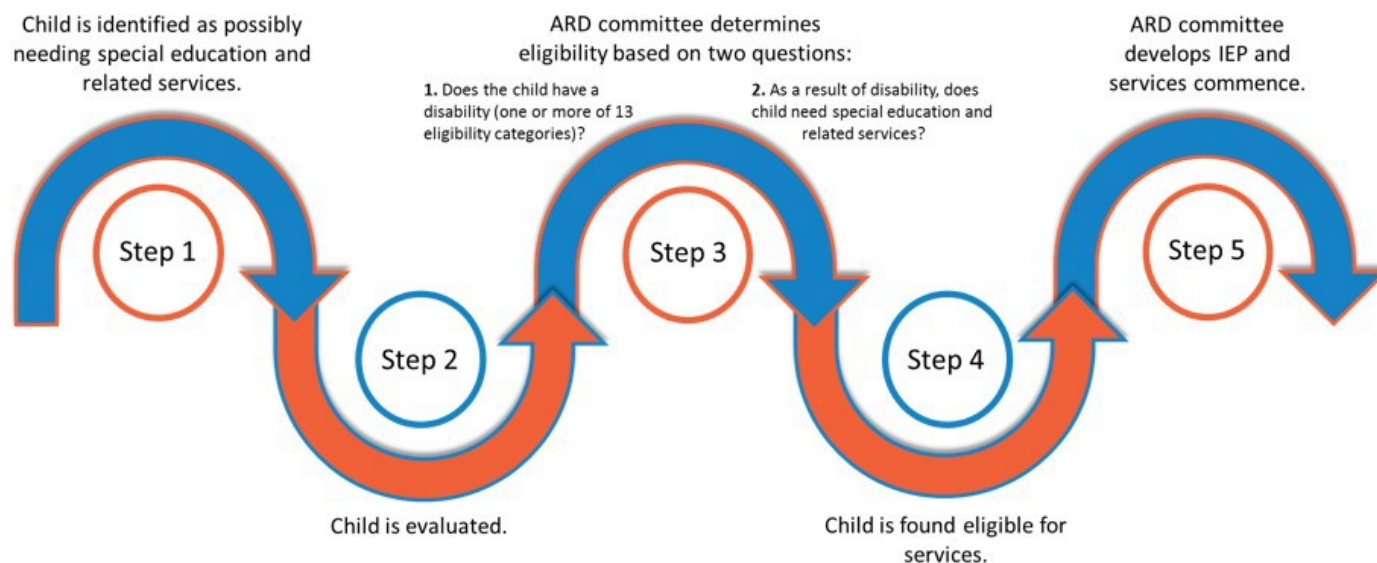 Child is identified as possibly
needing special education and
related services.
Step 1
Child is evaluated.
Step 2
ARD committee determines
eligibility based on two questions:
1. Does the child have a
disability (one or more of 13
eligibility categories)?
2. As a result of disability, does
child need special education and
related services?
Step 3
Child is found eligible for
services.
Step 4
ARD committee
develops IEP and
services commence.
Step 5